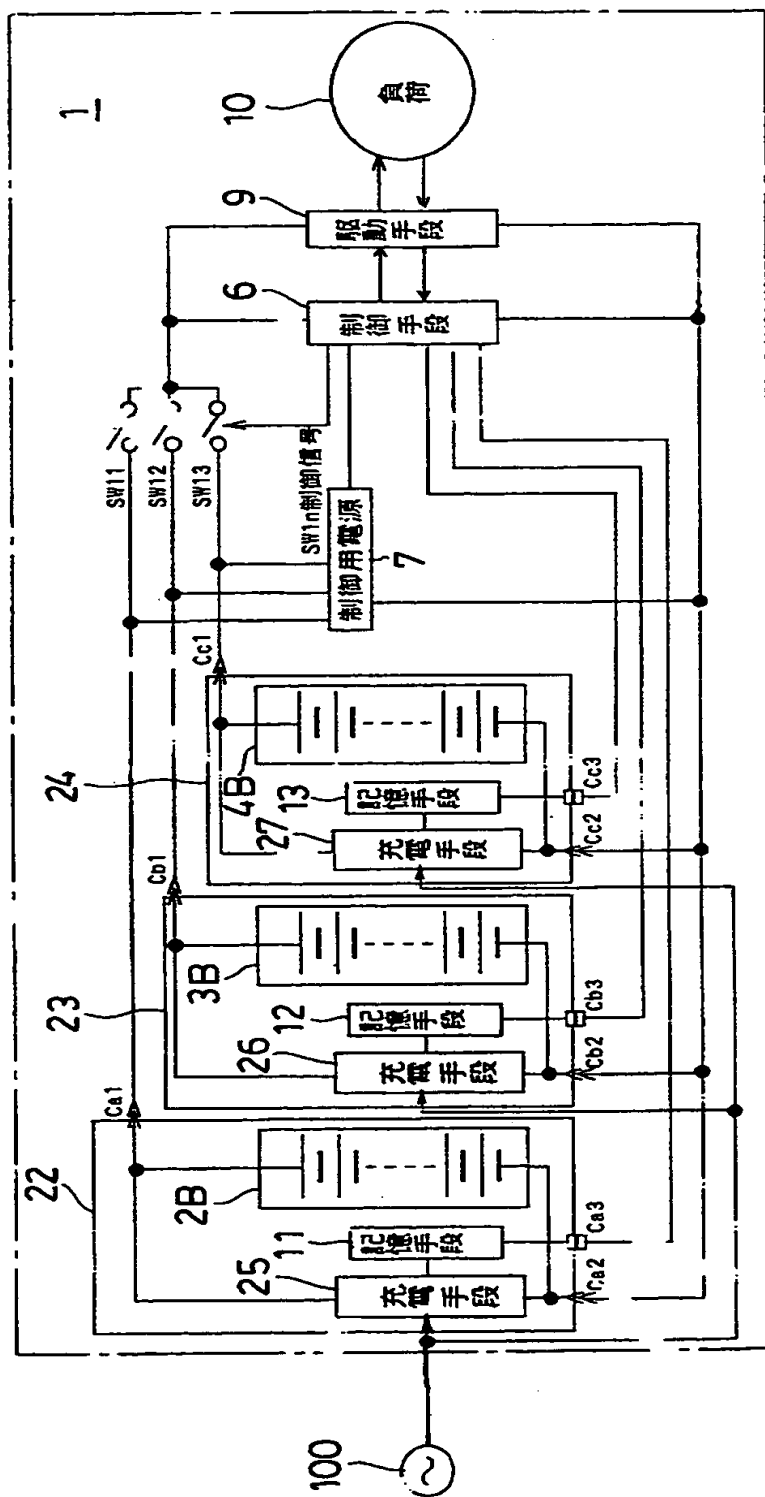 1
10
負荷
9
駆動手段
6
制御手段
SW11
SW12
SW13
SW1n制御信号
制御用電源
7
24
Cc1
4B
13
記憶手段
27
充電手段
Cc3
Cc2
23
Cb1
3B
12
記憶手段
26
充電手段
Cb3
Cb2
22
Ca1
2B
11
記憶手段
25
充電手段
Ca3
Ca2
100